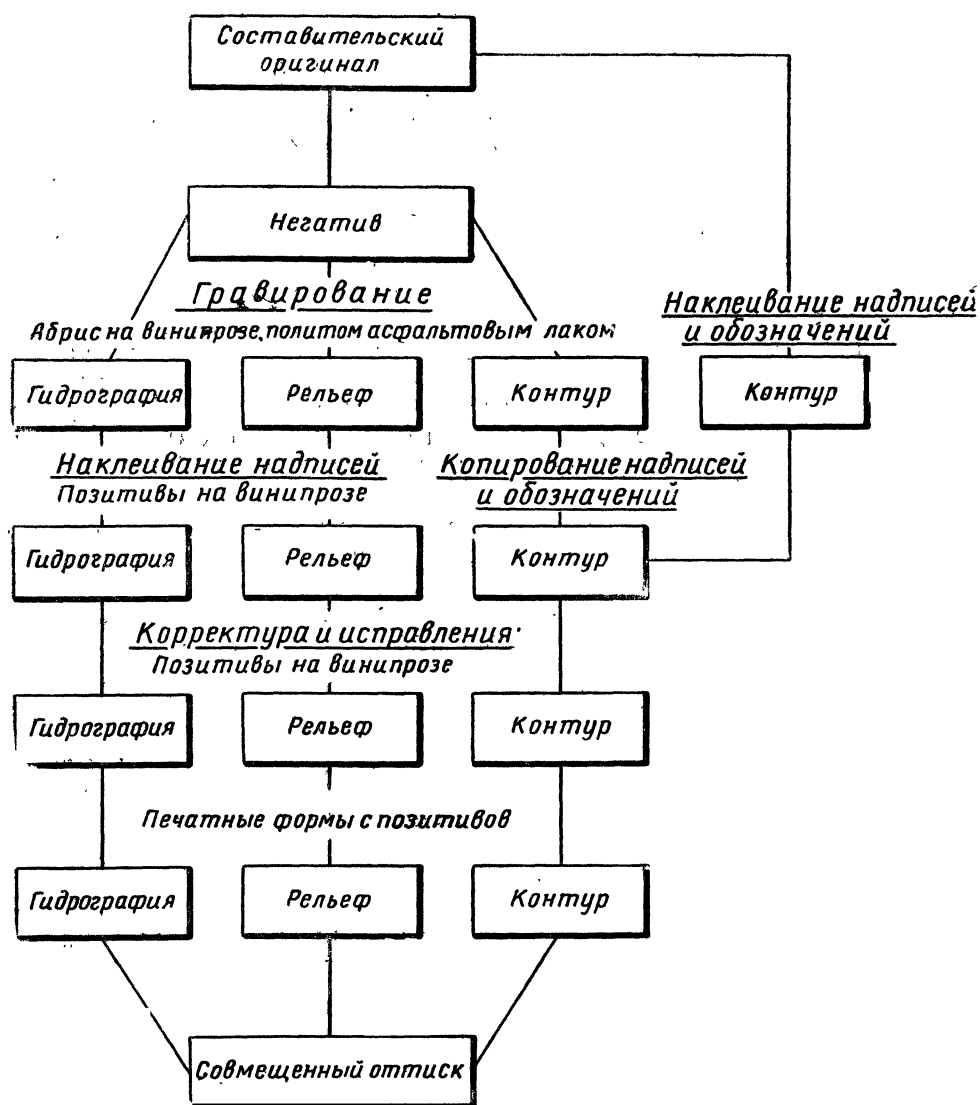 Составительский
оригинал
Негатив
Гравирование
Абрис на винипрозе, политом асфальтовым лаком
Наклеивание надписей
и обозначений
Гидрография
Рельеф
Контур
Контур
Наклеивание надписей
Позитивы на винипрозе
Копирование надписей
и обозначений
Гидрография
Рельеф
Контур
Корректура и исправления
Позитивы на винипрозе
Гидрография
Рельеф
Контур
Печатные формы с позитивов
Гидрография
Рельеф
Контур
Совмещенный оттиск